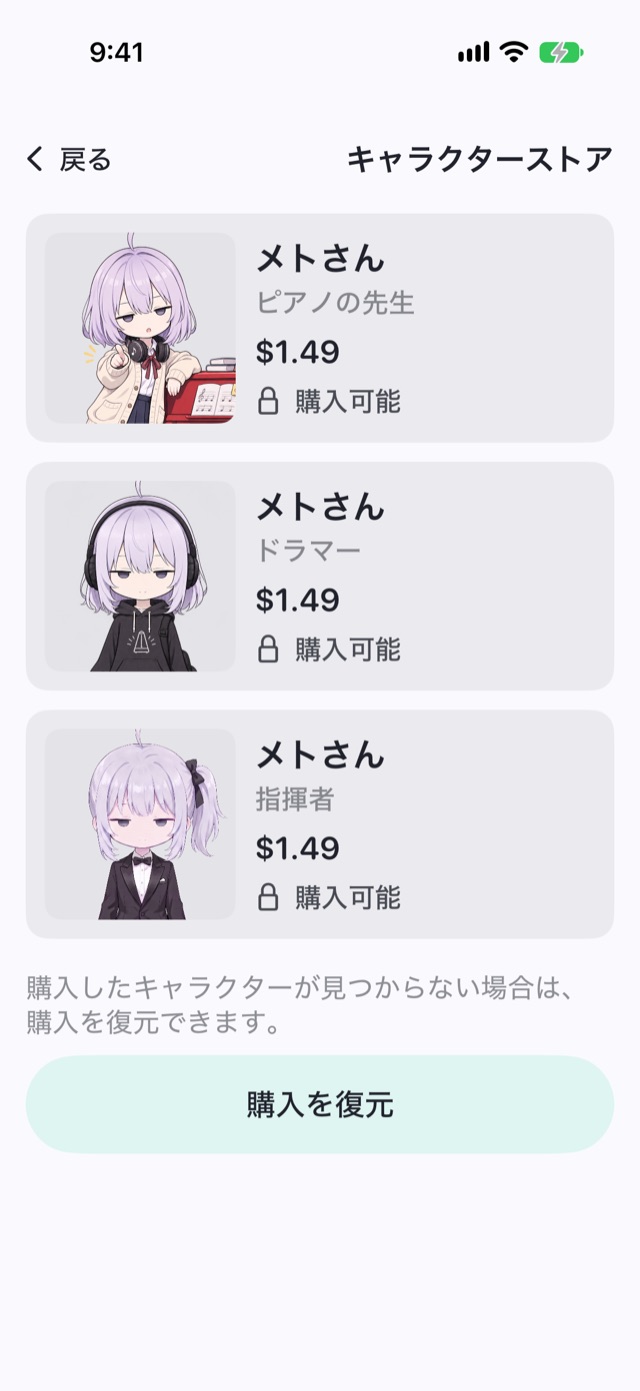 9:41
戻る
キャラクターストア
メトさん
ピアノの先生
$1.49
購入可能
メトさん
ドラマー
$1.49
購入可能
メトさん
指揮者
$1.49
購入可能
購入したキャラクターが見つからない場合は、
購入を復元できます。
購入を復元